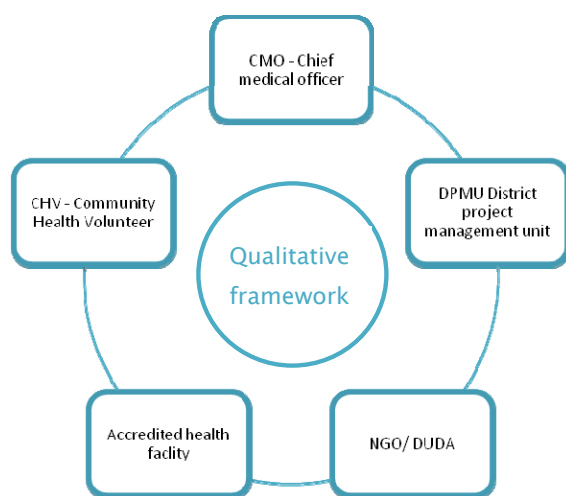 CMO - Chief
medical officer
DPMU District
project
management unit
NGO/ DUDA
Accredited health
faclity
CHV - Community
Health Volunteer
Qualitative
framework